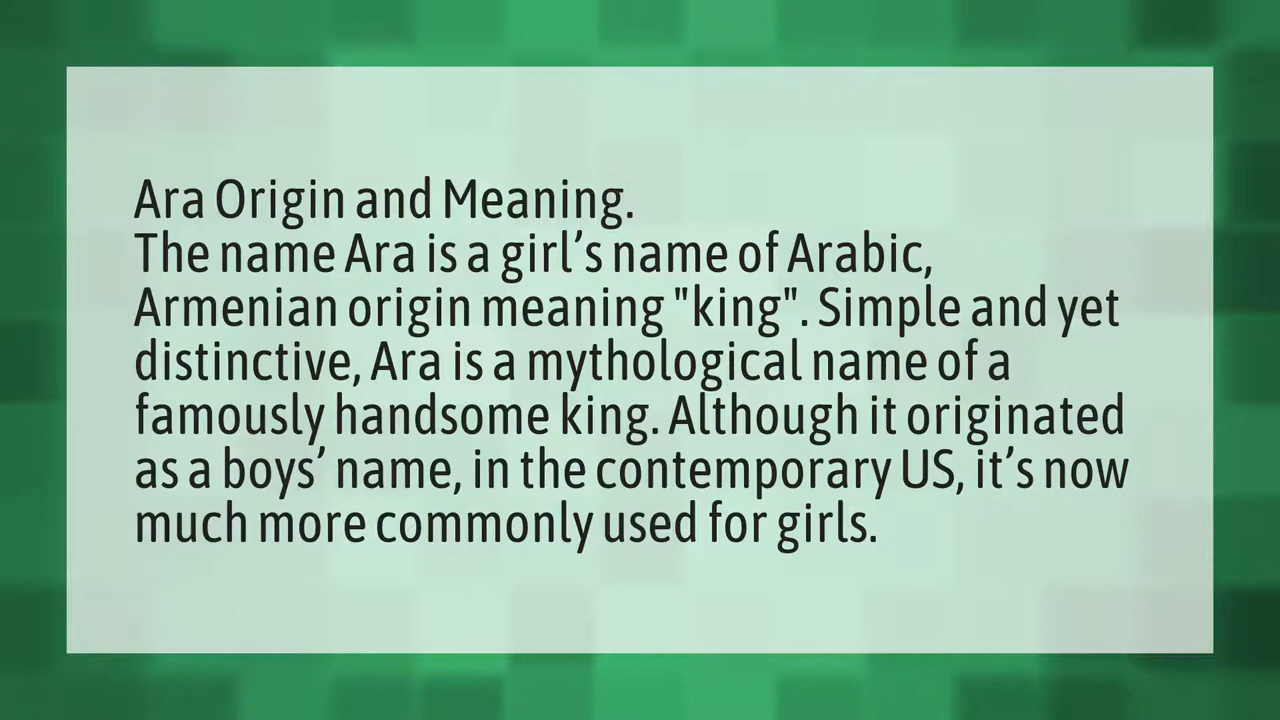 Ara Origin and Meaning.
The name Ara is a girl’s name of Arabic,
Armenian origin meaning "king". Simple and yet
distinctive, Ara is a mythological name of a
famously handsome king. Although it originated
as a boys’ name, in the contemporary US, it’s now
much more commonly used for girls.